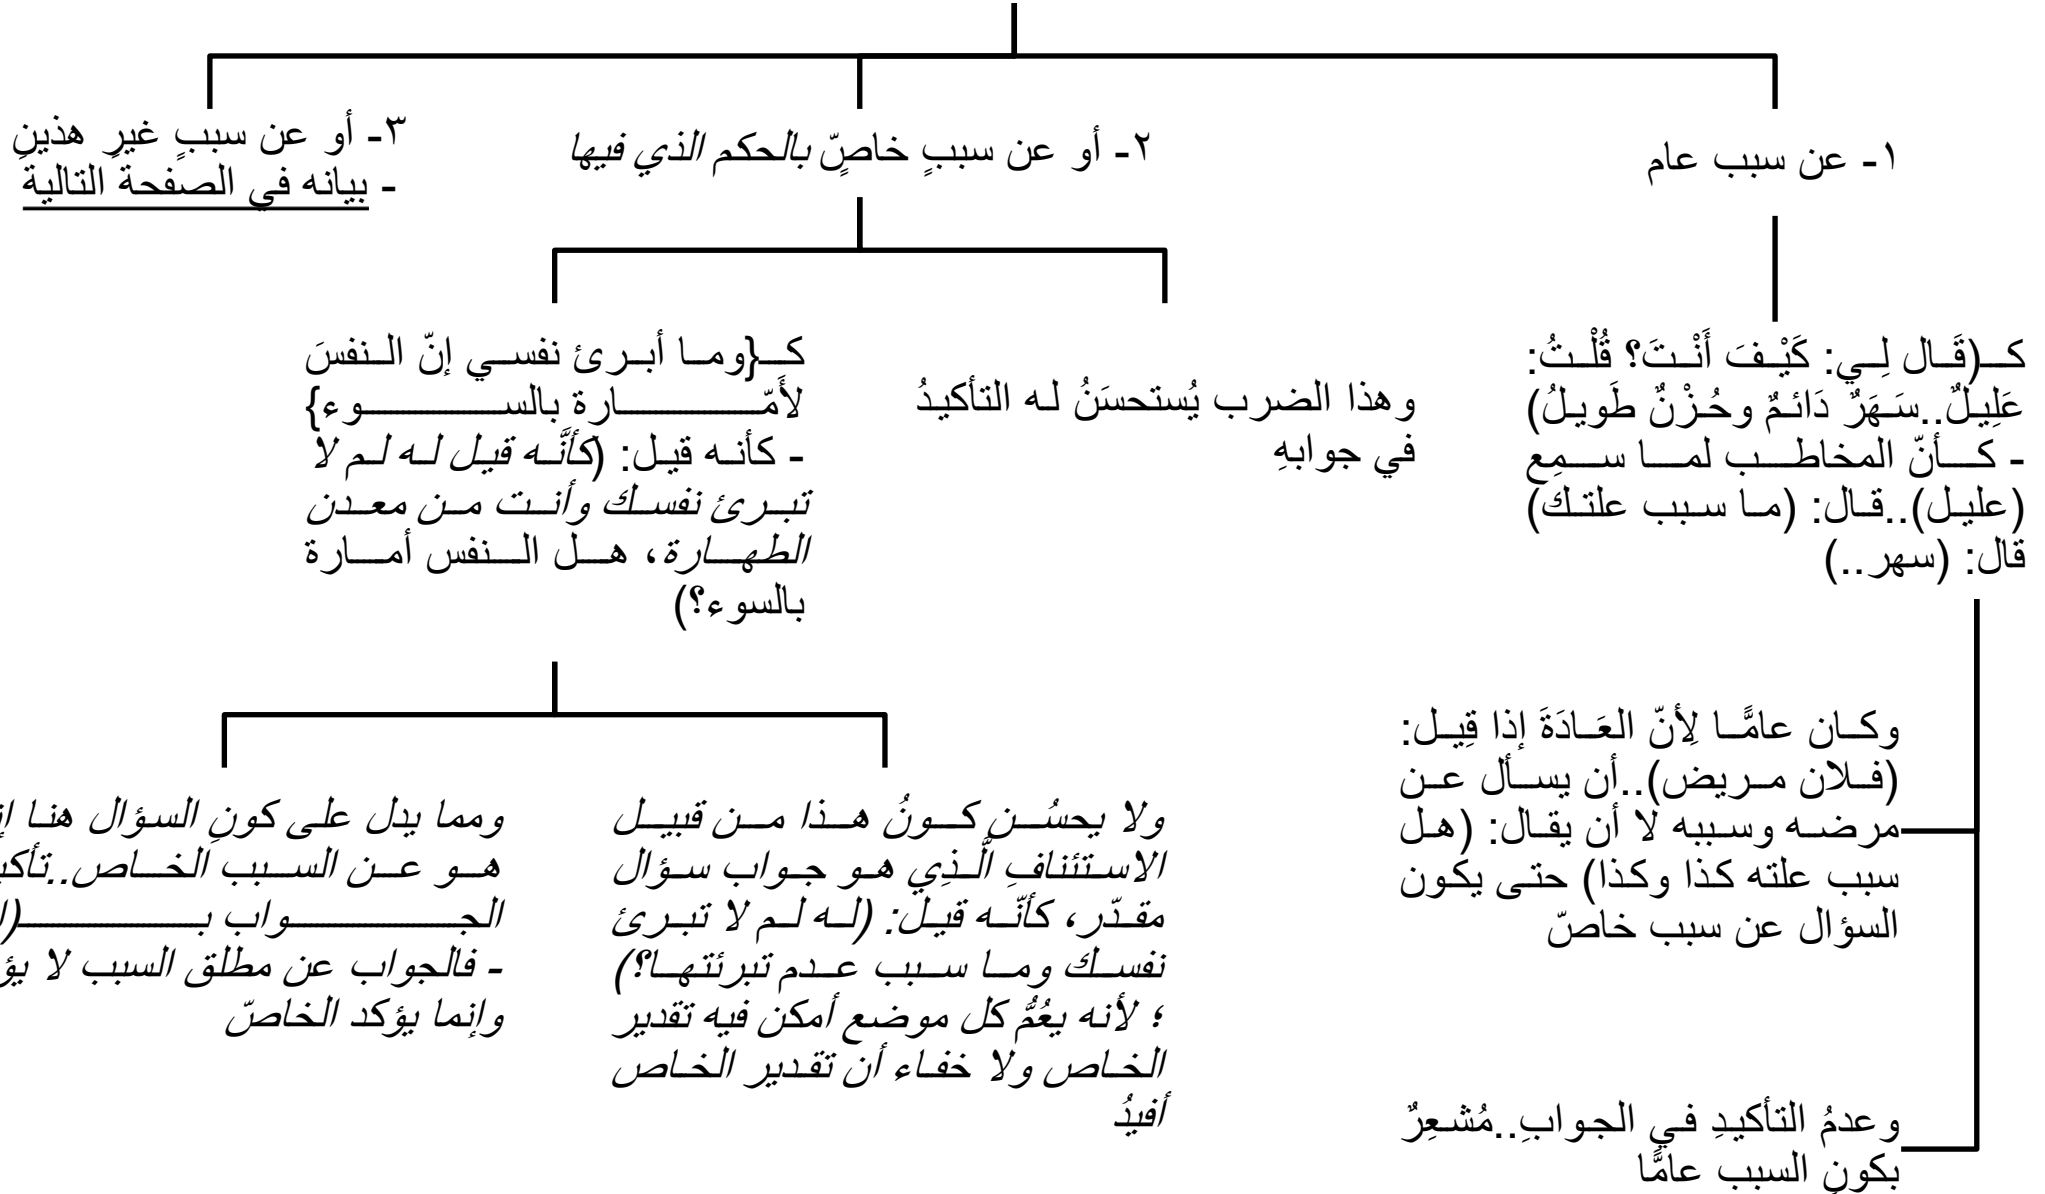 ١- عن سبب عام
٢- أو عن سببٍ خاصٍّ بالحكم الذي فيها
٣- أو عن سببٍ غيرِ هذينِ
- بيانه في الصفحة التالية
كـ(قَال لِي: كَيْفَ أَنْتَ؟ قُلْتُ:
عَلِيلٌ..سَهَرٌ دَائمٌ وحُزْنٌ طَويلُ)
- كأنّ المخاطب لما سمِع
(عليل)..قال: (ما سبب علتك)
قال: (سهر..)
وكان عامًّا لِأنّ العَادَةَ إذا قِيل:
(فلان مريض)..أن يسأل عن
مرضه وسببه لا أن يقال: (هل
سبب علته كذا وكذا) حتى يكون
السؤال عن سبب خاصّ
وعدمُ التأكيدِ في الجوابِ..مُشعِرٌ
بكونِ السبب عامًّا
وهذا الضرب يُستحسَنُ له التأكيدُ
في جوابهِ
كـ{وما أبرئ نفسي إنّ النفسَ
لأَمّارة بالسوء}
- كأنه قيل: (كأنَّه قيل له لم لا
تبرئ نفسك وأنت من معدن
الطهارة، هل النفس أمارة
بالسوء؟)
ولا يحسُن كونُ هذا من قبيل
الاستئنافِ الَّذِي هو جواب سؤال
مقدّر، كأنّه قيل: (له لم لا تبرئ
نفسك وما سبب عدم تبرئتها؟)
؛ لأنه يعُمُّ كل موضع أمكن فيه تقدير
الخاص ولا خفاء أن تقدير الخاص
أفيدُ
ومما يدل على كونِ السؤال هنا
هو عن السبب الخاص..
الجواب
- فالجواب عن مطلق السبب لا
وإنما يؤكد الخاصّ